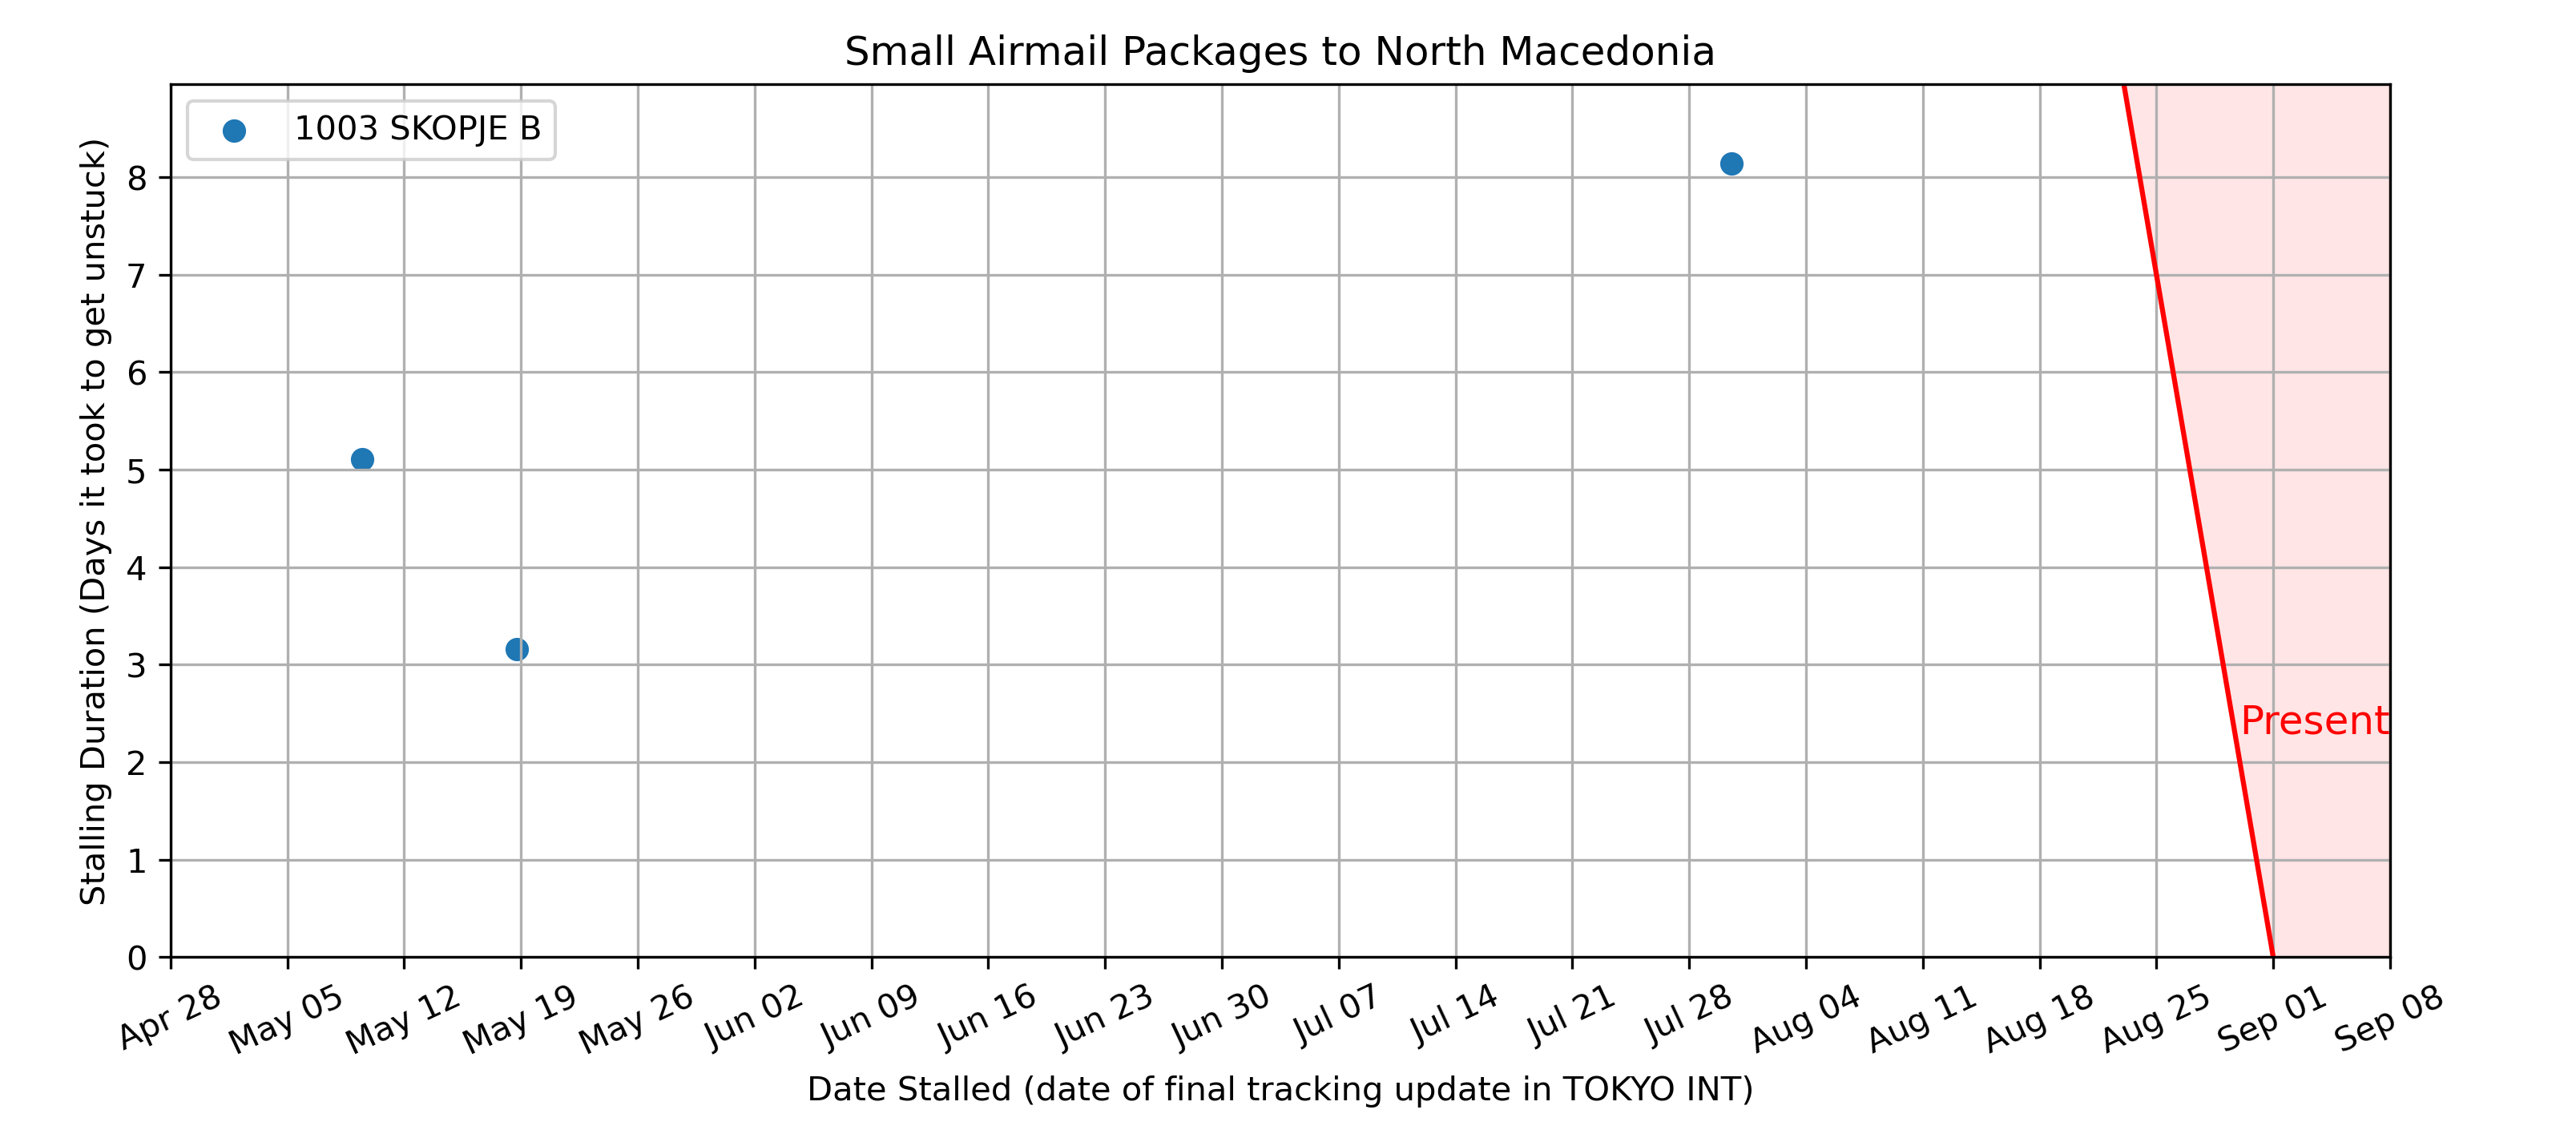 Small Airmail Packages to North Macedonia
1003 SKOPJE B
Stalling Duration (Days it took to get unstuck)
8
7
6
5
4
3
2
1
0
Present
Apr 28 May 05 May 12 May 19 May 26 Jun 02 Jun 09 Jun 16 Jun 23 Jun 30 Jul 07 Jul 14 Jul 21 Jul 28 Aug 04 Aug 11 Aug 18 Aug 25 Sep 01 Sep 08
Date Stalled (date of final tracking update in TOKYO INT)